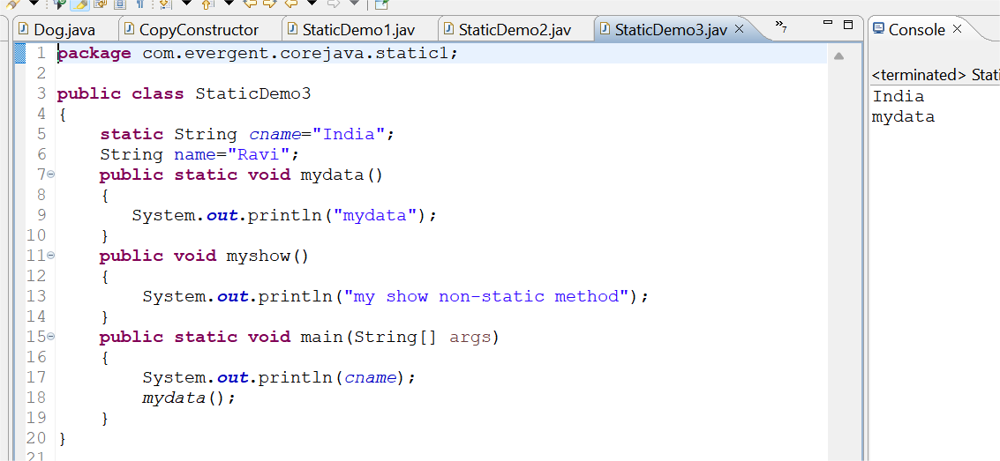 Dog.java CopyConstructor StaticDemo1.jav StaticDemo2.jav StaticDemo3.jav »7
1 package com.evergent.corejava.static1;
2
3 public class StaticDemo3
4 {
5 static String cname="India";
6 String name="Ravi";
7 public static void mydata()
8 {
9 System.out.println("mydata");
10 }
11 public void myshow()
12 {
13 System.out.println("my show non-static method");
14 }
15 public static void main(String[] args)
16 {
17 System.out.println(cname);
18 mydata();
19 }
20 }
21
Console
<terminated> Stati
India
mydata